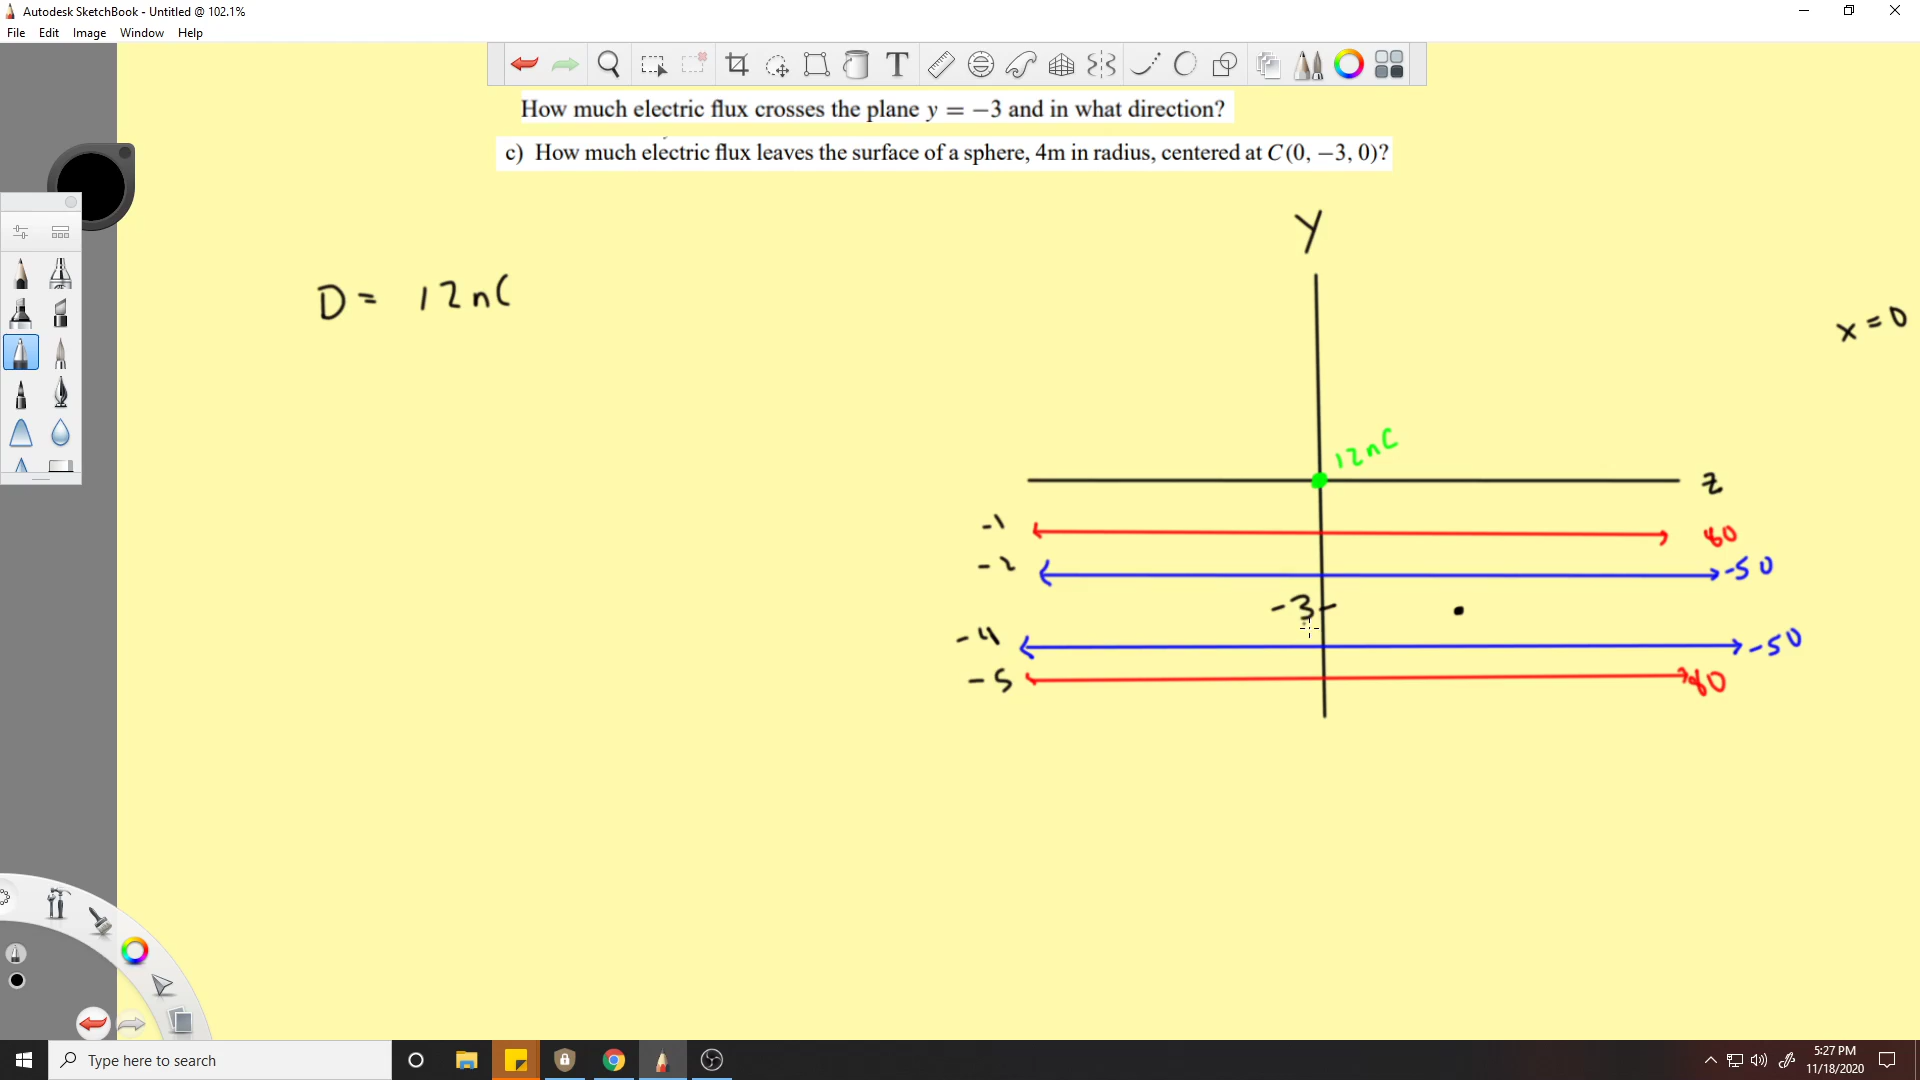 Autodesk SketchBook - Untitled @ 102.1%
File Edit Image Window Help
T
How much electric flux crosses the plane y = −3 and in what direction?
c) How much electric flux leaves the surface of a sphere, 4m in radius, centered at C(0, −3, 0)?
Y
D = 12nC
x = 0
12nC
z
-1
80
-2
-50
-3-
-4
-50
-5
80
Type here to search
5:27 PM
11/18/2020